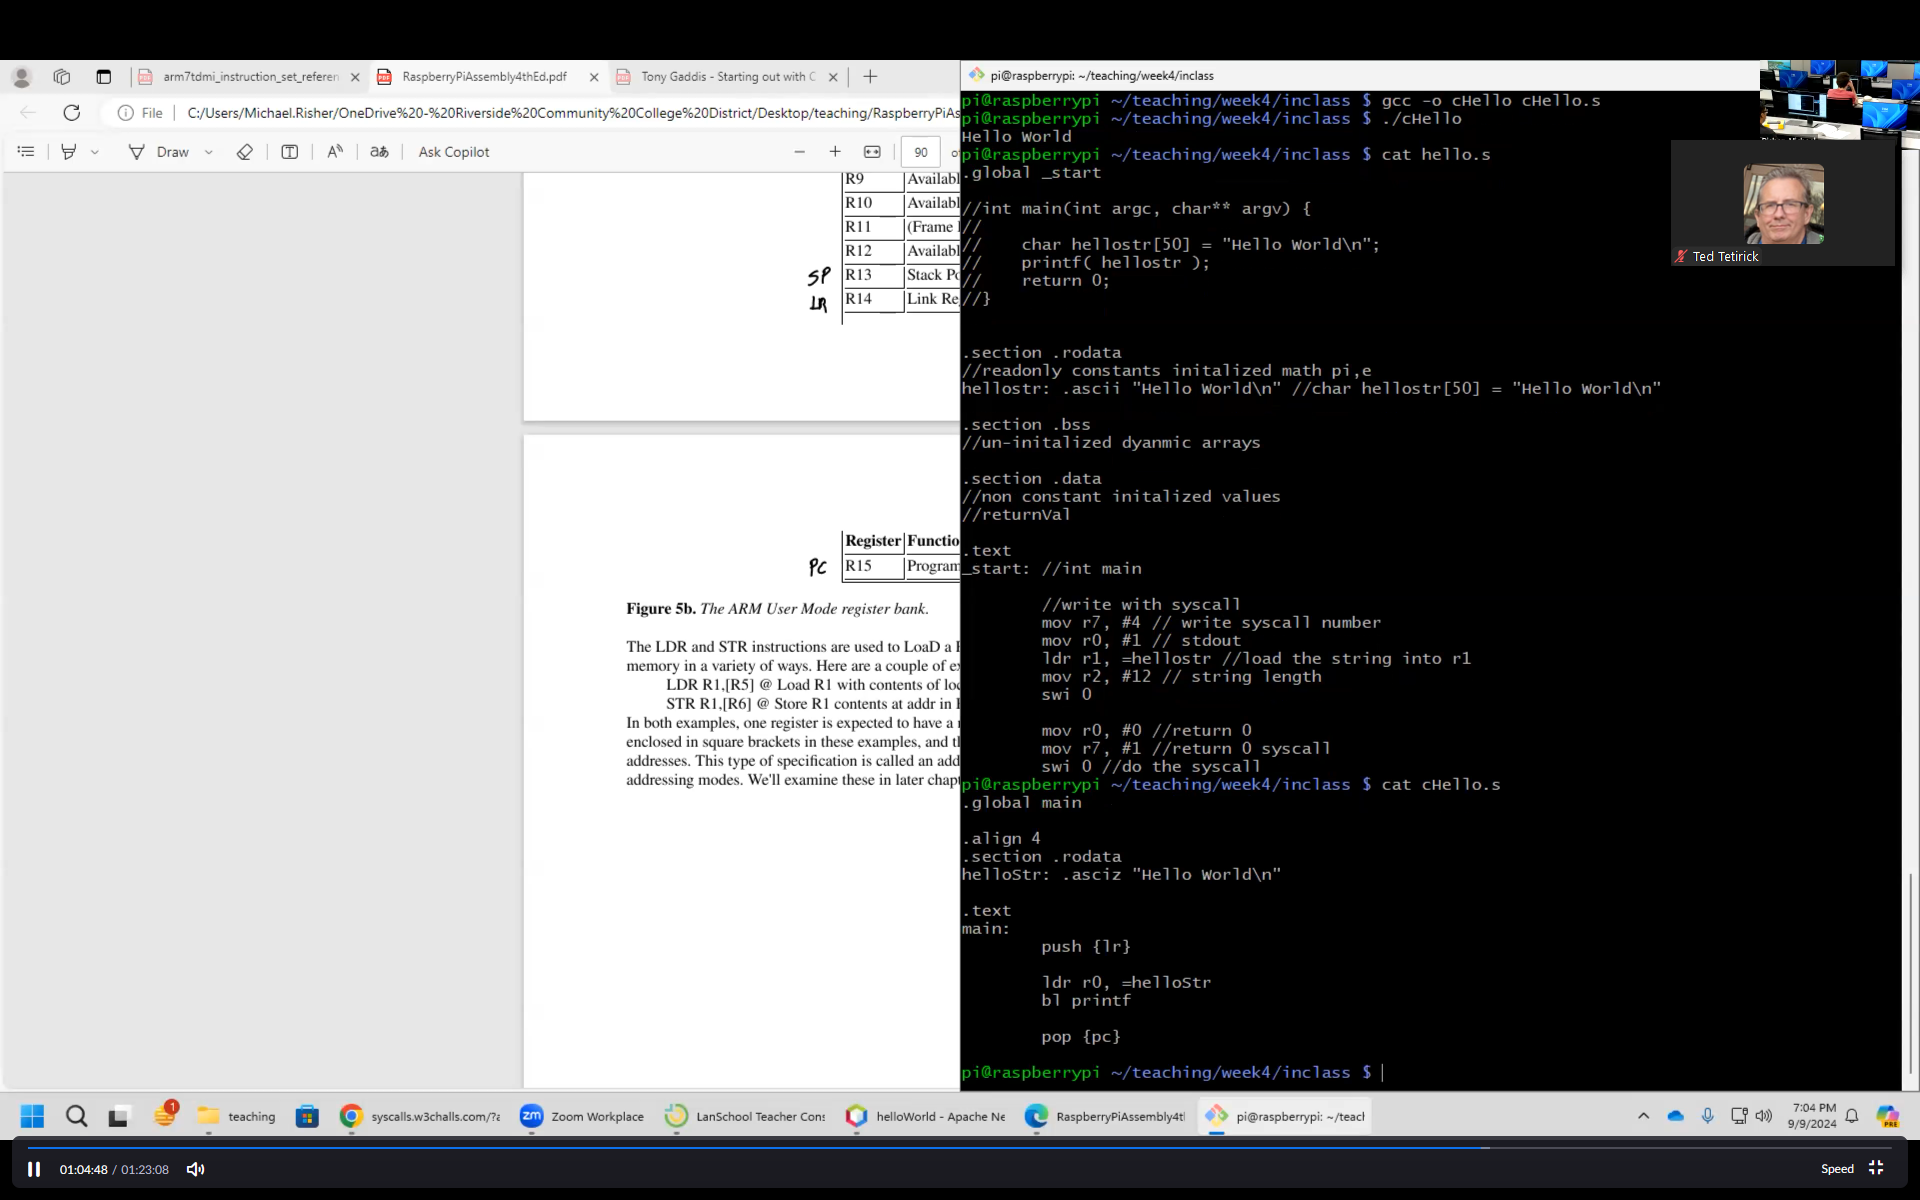 arm7tdmi_instruction_set_referen
RaspberryPiAssembly4thEd.pdf
Tony Gaddis - Starting out with C
File
C:/Users/Michael.Risher/OneDrive%20-%20Riverside%20Community%20College%20District/Desktop/teaching/RaspberryPiAs
Draw
Ask Copilot
90
R9 Availabl
R10 Availabl
R11 (Frame
R12 Availabl
SP R13 Stack Po
LR R14 Link Re
Register Functio
PC R15 Program
Figure 5b. The ARM User Mode register bank.
The LDR and STR instructions are used to LoaD a
memory in a variety of ways. Here are a couple of ex
LDR R1,[R5] @ Load R1 with contents of loc
STR R1,[R6] @ Store R1 contents at addr in
In both examples, one register is expected to have a
enclosed in square brackets in these examples, and th
addresses. This type of specification is called an add
addressing modes. We'll examine these in later chapt
pi@raspberrypi: ~/teaching/week4/inclass
pi@raspberrypi ~/teaching/week4/inclass $ gcc -o cHello cHello.s
pi@raspberrypi ~/teaching/week4/inclass $ ./cHello
Hello World
pi@raspberrypi ~/teaching/week4/inclass $ cat hello.s
.global _start
//int main(int argc, char** argv) {
//
// char hellostr[50] = "Hello World\n";
// printf( hellostr );
// return 0;
//}
.section .rodata
//readonly constants initalized math pi,e
hellostr: .ascii "Hello World\n" //char hellostr[50] = "Hello World\n"
.section .bss
//un-initalized dyanmic arrays
.section .data
//non constant initalized values
//returnVal
.text
_start: //int main
//write with syscall
mov r7, #4 // write syscall number
mov r0, #1 // stdout
ldr r1, =hellostr //load the string into r1
mov r2, #12 // string length
swi 0
mov r0, #0 //return 0
mov r7, #1 //return 0 syscall
swi 0 //do the syscall
pi@raspberrypi ~/teaching/week4/inclass $ cat cHello.s
.global main
.align 4
.section .rodata
helloStr: .asciz "Hello World\n"
.text
main:
push {lr}
ldr r0, =helloStr
bl printf
pop {pc}
pi@raspberrypi ~/teaching/week4/inclass $
Ted Tetirick
1
teaching
syscalls.w3challs.com/?a
zm
Zoom Workplace
LanSchool Teacher Cons
helloWorld - Apache Ne
RaspberryPiAssembly4t
pi@raspberrypi: ~/teac
7:04 PM
9/9/2024
PRE
01:04:48 / 01:23:08
Speed